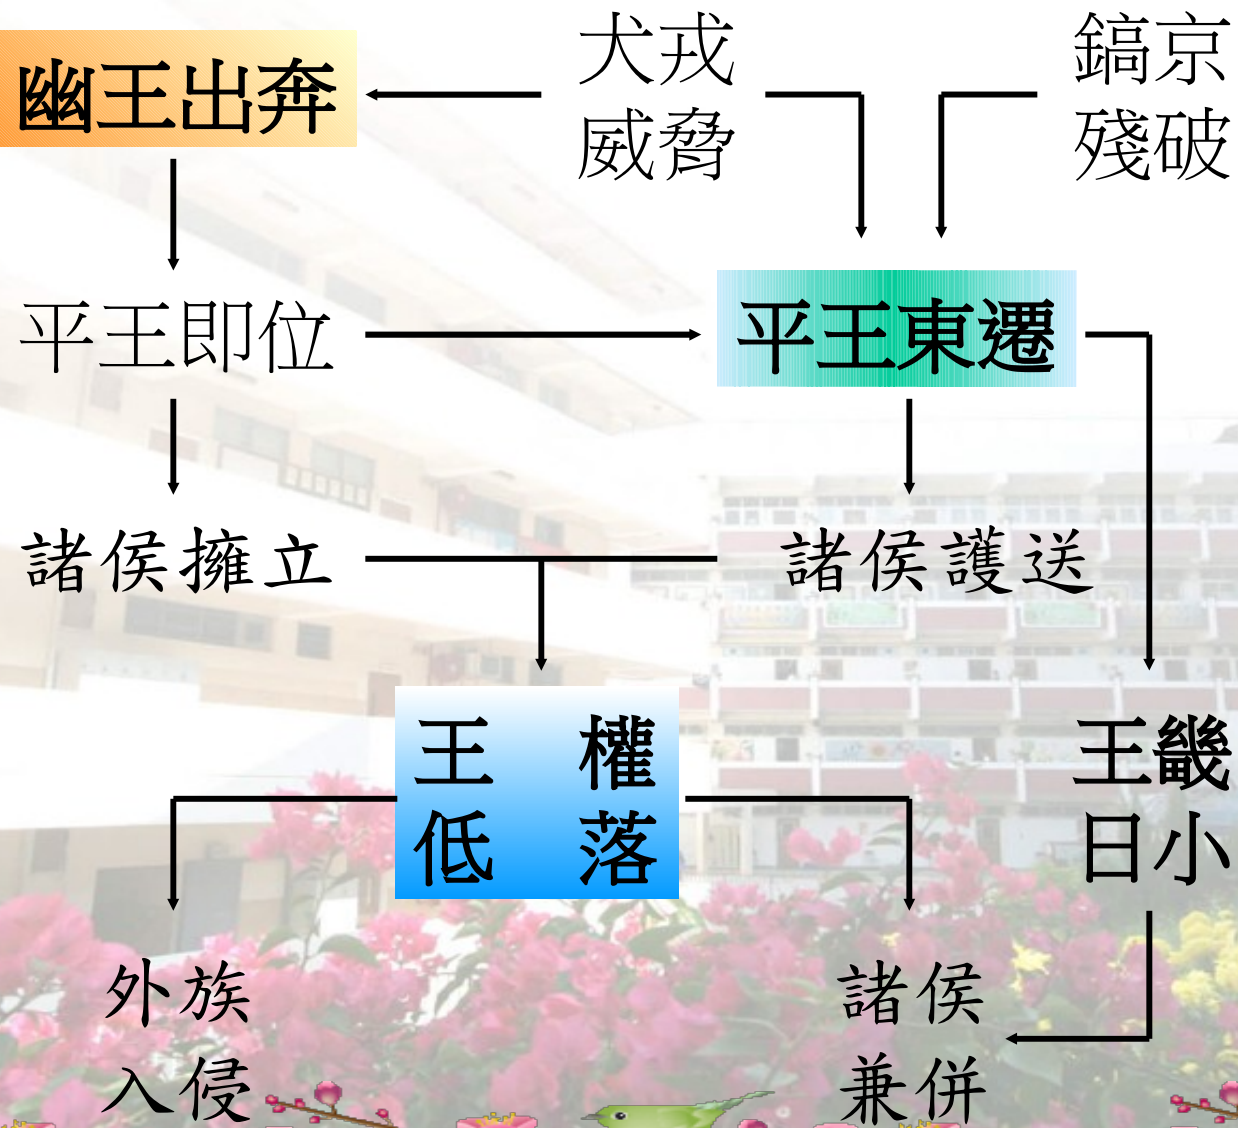 幽王出奔
犬戎
威脅
鎬京
殘破
平王即位
平王東遷
諸侯擁立
諸侯護送
王 權
低 落
王畿
日小
外族
入侵
諸侯
兼併